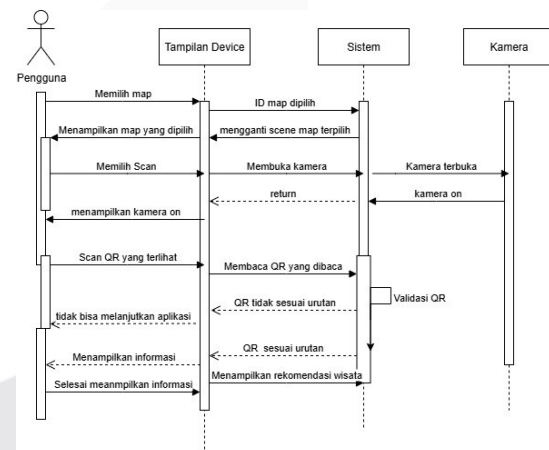 Tampilan Device
Sistem
Kamera
Pengguna
Memilih map
ID map dipilih
Menampilkan map yang dipilih
mengganti scene map terpilih
Memilih Scan
Membuka kamera
Kamera terbuka
return
kamera on
menampilkan kamera on
Scan QR yang terlihat
Membaca QR yang dibaca
Validasi QR
QR tidak sesuai urutan
tidak bisa melanjutkan aplikasi
QR sesuai urutan
Menampilkan informasi
Menampilkan rekomendasi wisata
Selesai meanmpilkan informasi